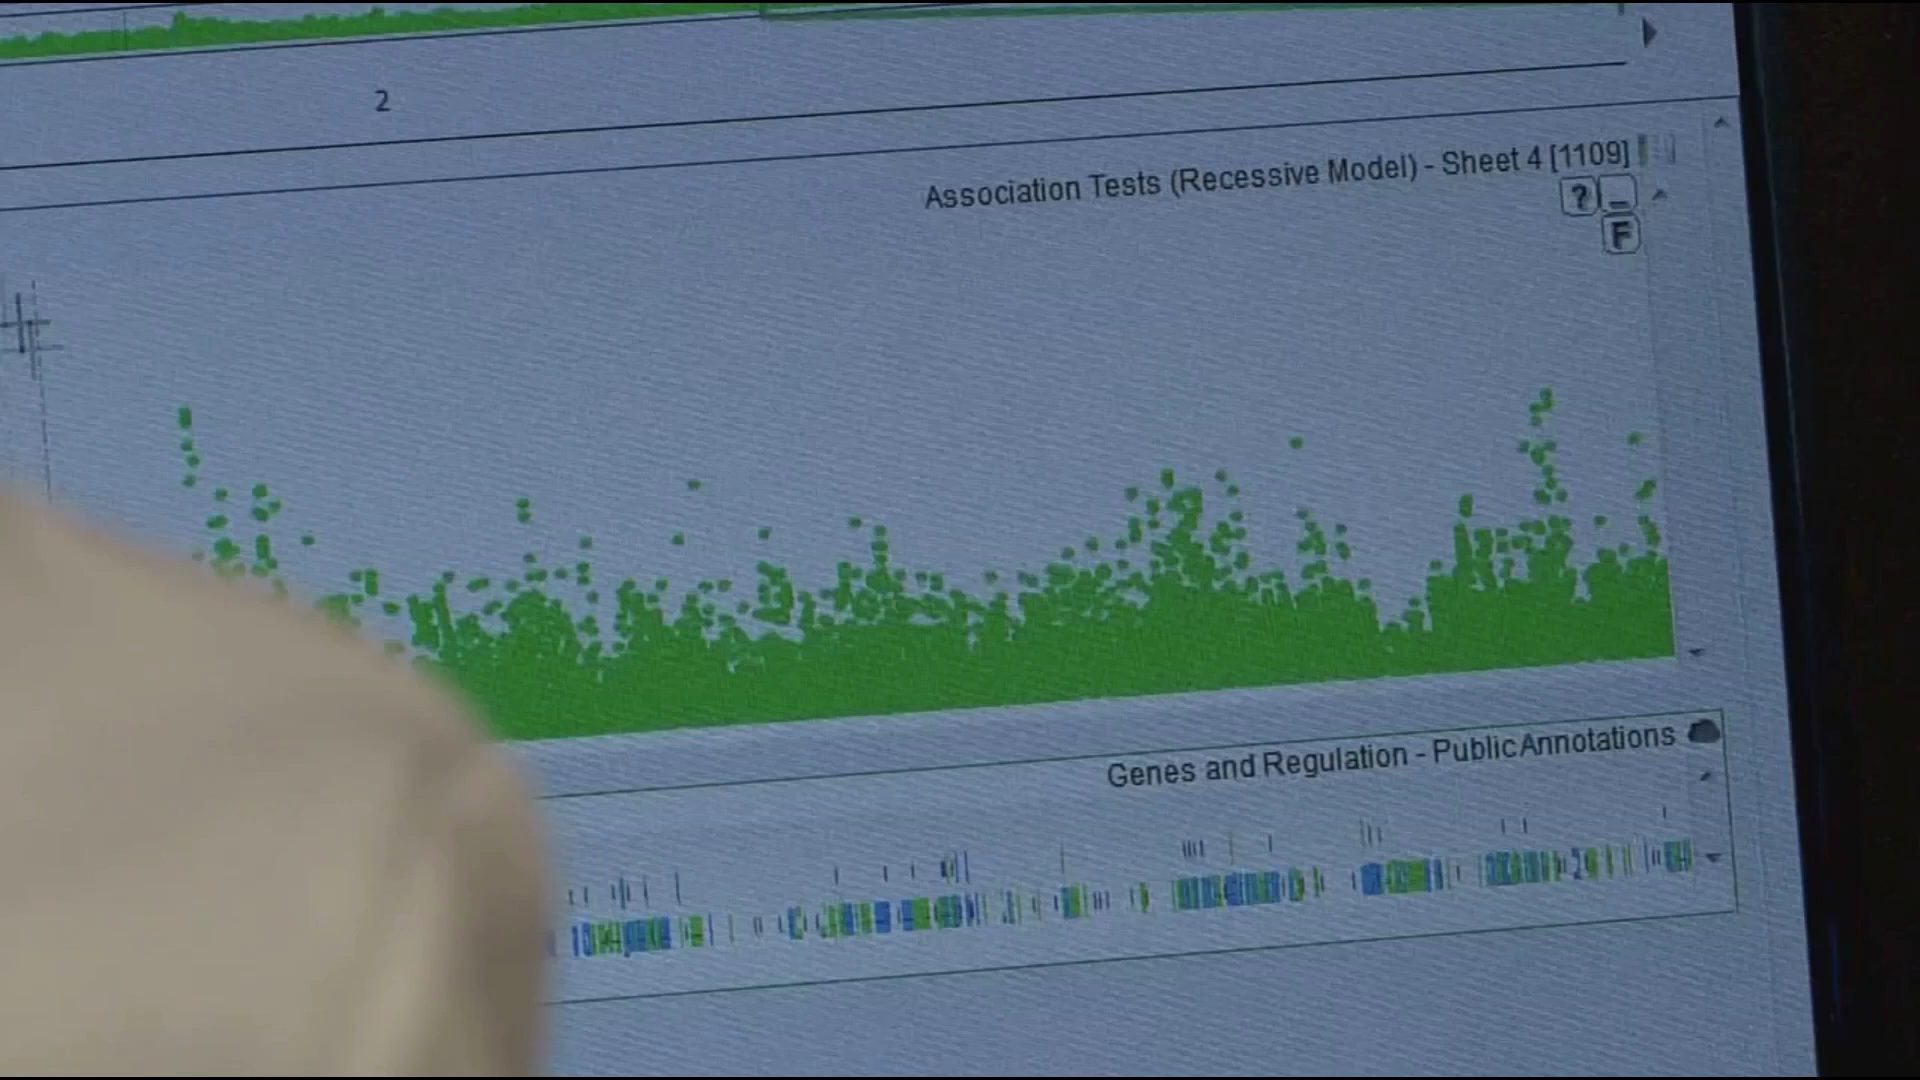 2
Association Tests (Recessive Model) - Sheet 4 [1109]
? _
F
Genes and Regulation - Public Annotations